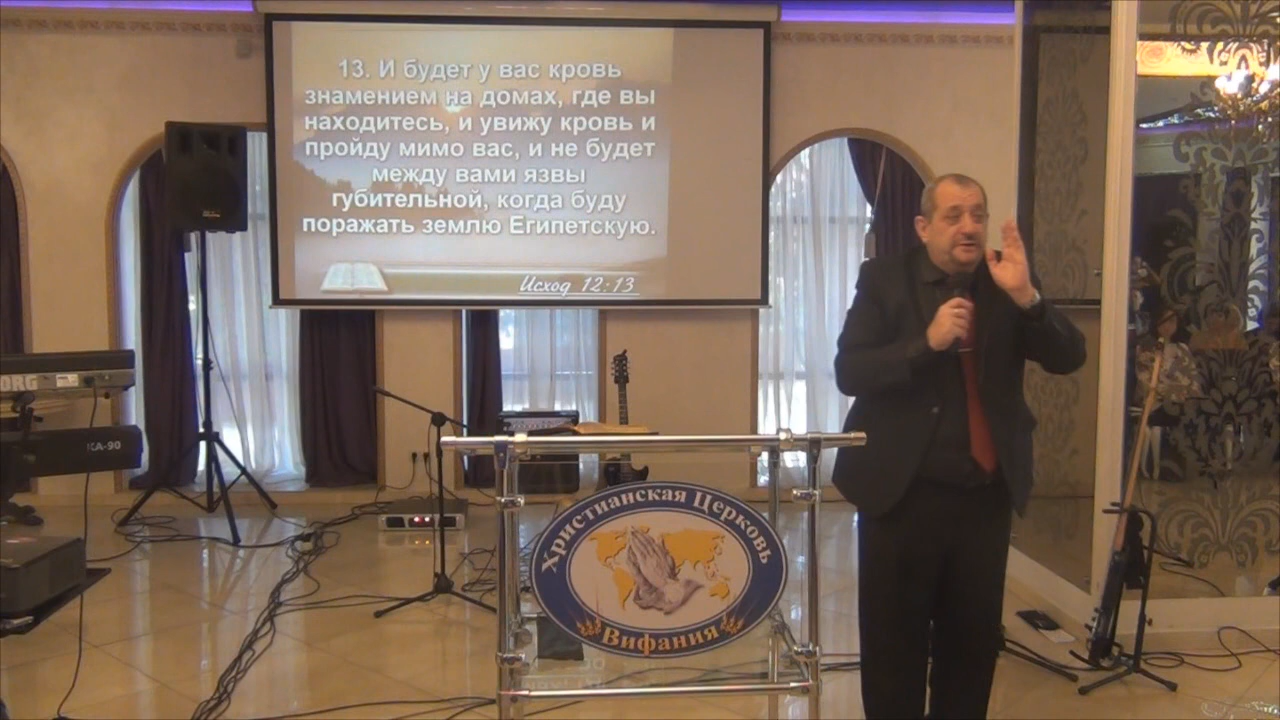 13. И будет у вас кровь
знамением на домах, где вы
находитесь, и увижу кровь и
пройду мимо вас, и не будет
между вами язвы
губительной, когда буду
поражать землю Египетскую.
Исход 12:13
KORG
KA-90
Христианская Церковь
Вифания